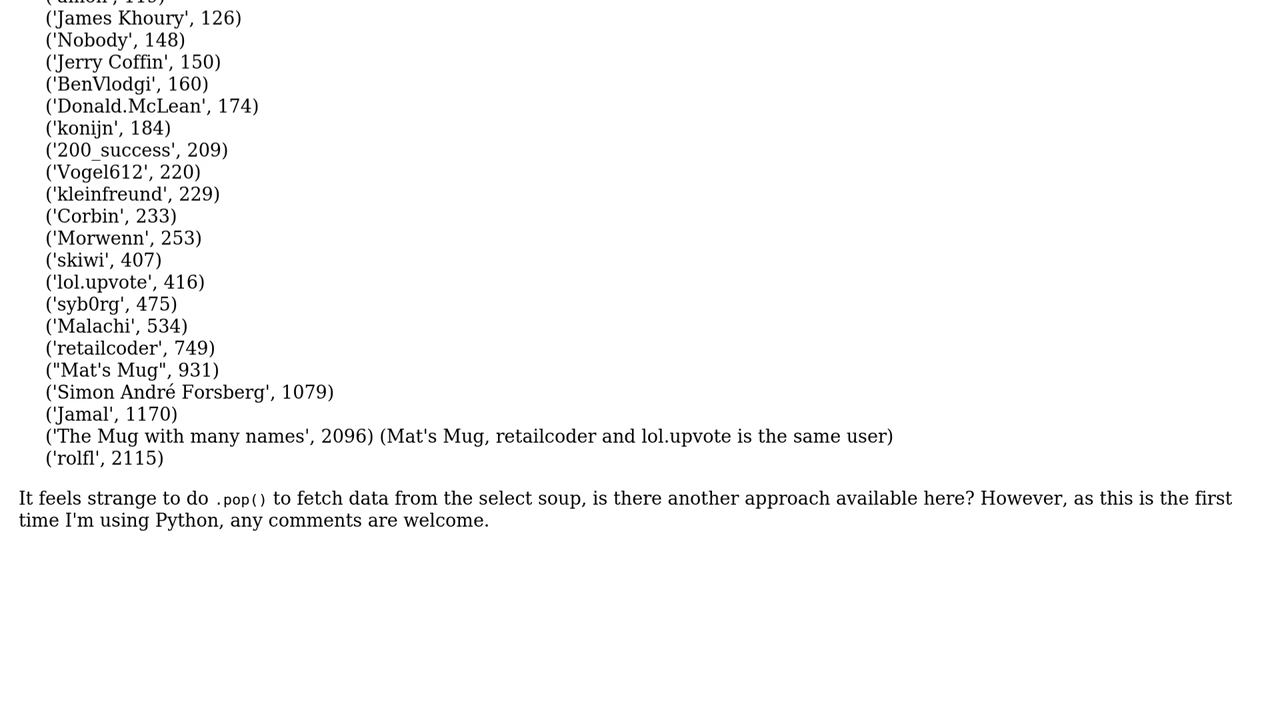 ('James Khoury', 126)
('Nobody', 148)
('Jerry Coffin', 150)
('BenVlodgi', 160)
('Donald.McLean', 174)
('konijn', 184)
('200_success', 209)
('Vogel612', 220)
('kleinfreund', 229)
('Corbin', 233)
('Morwenn', 253)
('skiwi', 407)
('lol.upvote', 416)
('syb0rg', 475)
('Malachi', 534)
('retailcoder', 749)
("Mat's Mug", 931)
('Simon André Forsberg', 1079)
('Jamal', 1170)
('The Mug with many names', 2096) (Mat's Mug, retailcoder and lol.upvote is the same user)
('rolfl', 2115)
It feels strange to do .pop() to fetch data from the select soup, is there another approach available here? However, as this is the first
time I'm using Python, any comments are welcome.